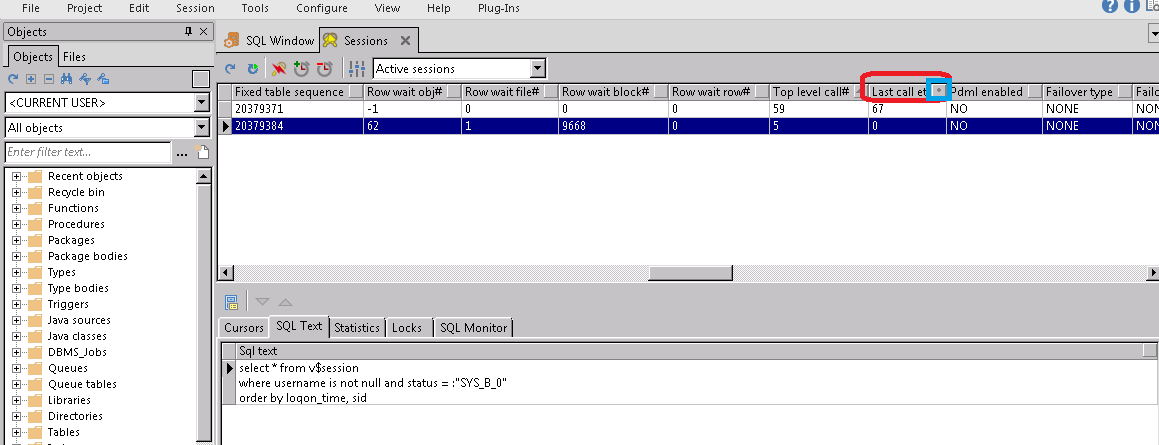 File Project Edit Session Tools Configure View Help Plug-Ins
Objects
SQL Window Sessions
Objects Files
Active sessions
<CURRENT USER>
All objects
Enter filter text...
Fixed table sequence Row wait obj# Row wait file# Row wait block# Row wait row# Top level call# Last call et Pdml enabled Failover type Failo
20379371 -1 0 0 0 59 67 NO NONE NON
20379384 62 1 9668 0 5 0 NO NONE NON
Recent objects
Recycle bin
Functions
Procedures
Packages
Package bodies
Types
Type bodies
Triggers
Java sources
Java classes
DBMS_Jobs
Queues
Queue tables
Libraries
Directories
Tables
Cursors SQL Text Statistics Locks SQL Monitor
Sql text
select * from v$session
where username is not null and status = :"SYS_B_0"
order by logon_time, sid